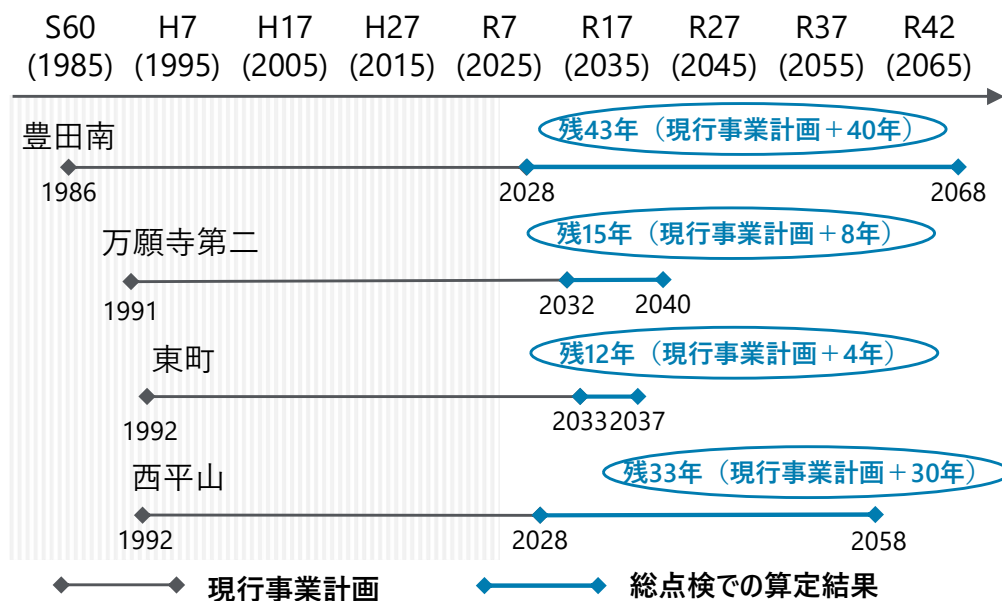 S60 H7 H17 H27 R7 R17 R27 R37 R42
(1985) (1995) (2005) (2015) (2025) (2035) (2045) (2055) (2065)
豊田南
残43年（現行事業計画＋40年）
1986 2028 2068
万願寺第二
残15年（現行事業計画＋8年）
1991 2032 2040
東町
残12年（現行事業計画＋4年）
1992 2033 2037
西平山
残33年（現行事業計画＋30年）
1992 2028 2058
現行事業計画 総点検での算定結果